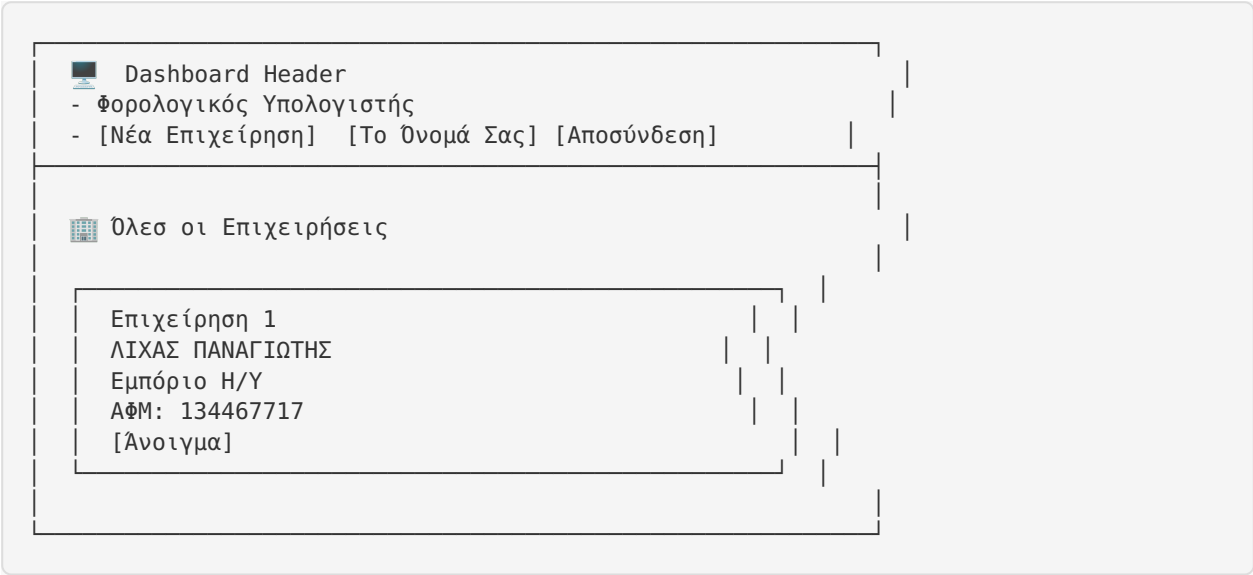 🖥️ Dashboard Header
- Φορολογικός Υπολογιστής
- [Νέα Επιχείρηση] [Το Όνομά Σας] [Αποσύνδεση]
🏢 Όλεσ οι Επιχειρήσεις
Επιχείρηση 1
ΛΙΧΑΣ ΠΑΝΑΓΙΩΤΗΣ
Εμπόριο Η/Υ
ΑΦΜ: 134467717
[Άνοιγμα]